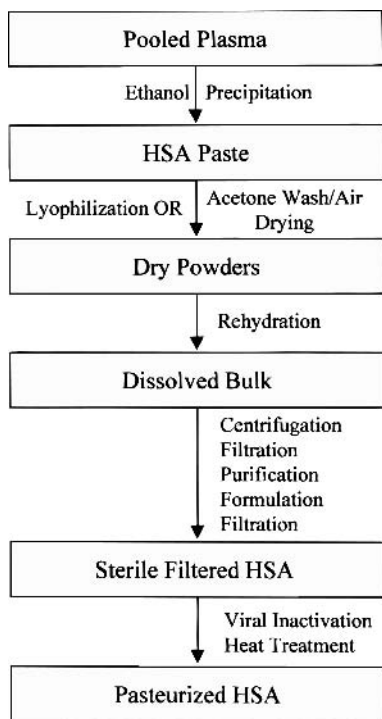 Pooled Plasma
Ethanol Precipitation
HSA Paste
Lyophilization OR Acetone Wash/Air
Drying
Dry Powders
Rehydration
Dissolved Bulk
Centrifugation
Filtration
Purification
Formulation
Filtration
Sterile Filtered HSA
Viral Inactivation
Heat Treatment
Pasteurized HSA